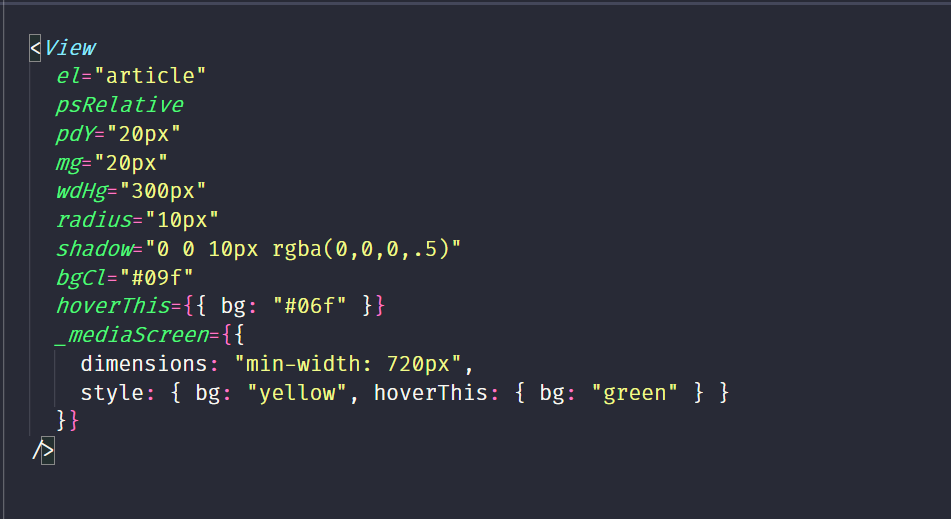 <View
el="article"
psRelative
pdY="20px"
mg="20px"
wdHg="300px"
radius="10px"
shadow="0 0 10px rgba(0,0,0,.5)"
bgCl="#09f"
hoverThis={{ bg: "#06f" }}
_mediaScreen={{
dimensions: "min-width: 720px",
style: { bg: "yellow", hoverThis: { bg: "green" } }
}}
/>